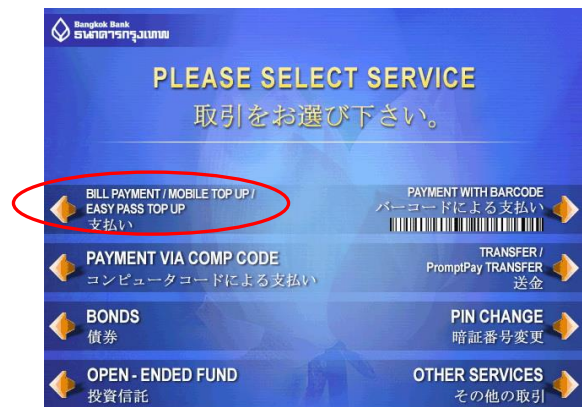 Bangkok Bank
ธนาคารกรุงเทพ
PLEASE SELECT SERVICE
取引をお選び下さい。
BILL PAYMENT / MOBILE TOP UP /
EASY PASS TOP UP
支払い
PAYMENT WITH BARCODE
バーコードによる支払い
PAYMENT VIA COMP CODE
コンピュータコードによる支払い
TRANSFER /
PromptPay TRANSFER
送金
BONDS
債券
PIN CHANGE
暗証番号変更
OPEN - ENDED FUND
投資信託
OTHER SERVICES
その他の取引